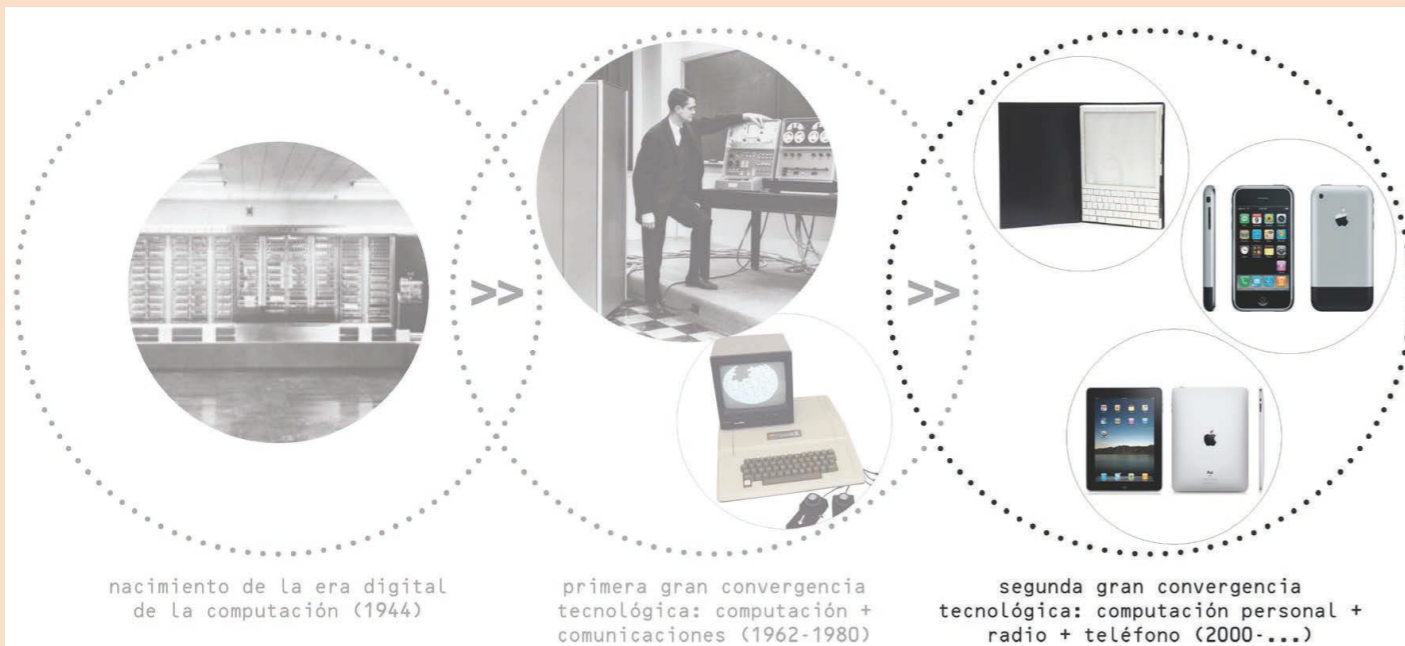 nacimiento de la era digital
de la computación (1944)
>>
primera gran convergencia
tecnológica: computación +
comunicaciones (1962-1980)
>>
segunda gran convergencia
tecnológica: computación personal +
radio + teléfono (2000-...)